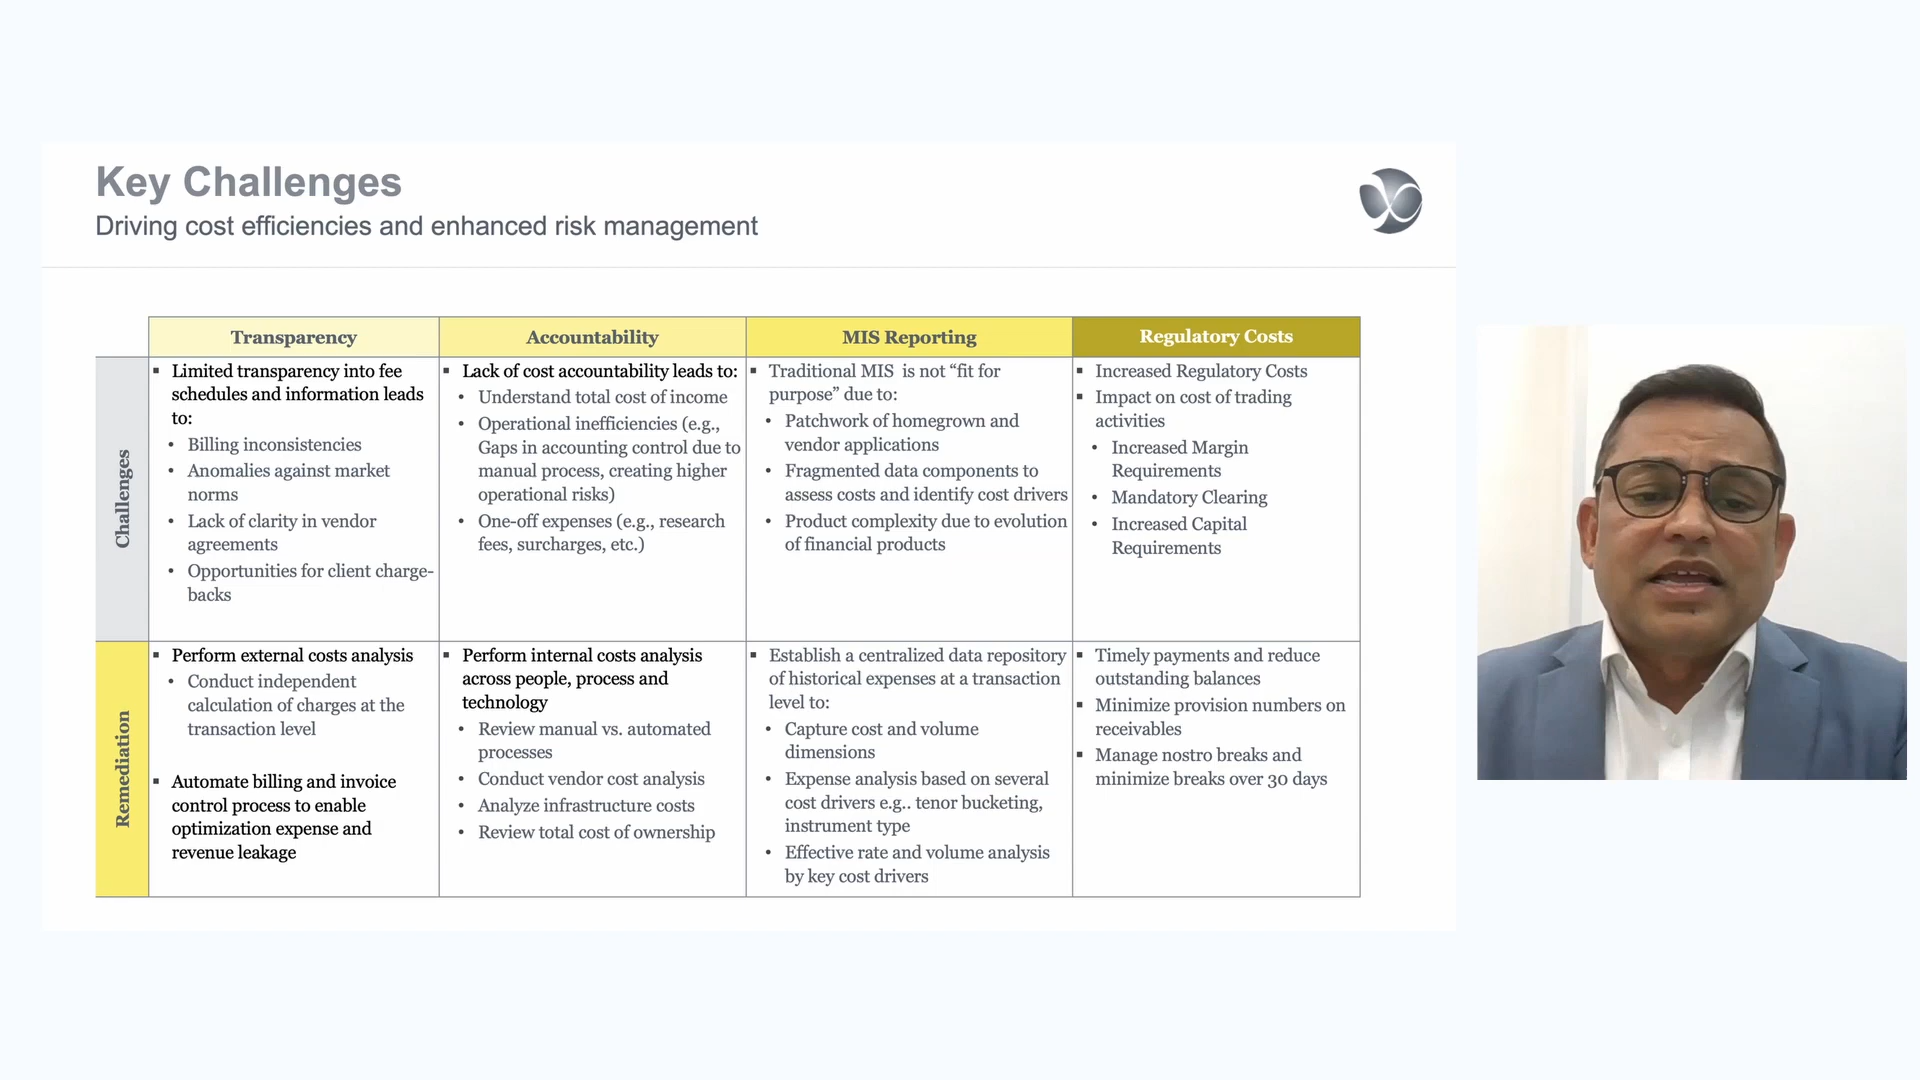 Key Challenges
Driving cost efficiencies and enhanced risk management
Transparency
Accountability
MIS Reporting
Regulatory Costs
Challenges
▪ Limited transparency into fee
schedules and information leads
to:
• Billing inconsistencies
• Anomalies against market
norms
• Lack of clarity in vendor
agreements
• Opportunities for client charge-
backs
▪ Lack of cost accountability leads to:
• Understand total cost of income
• Operational inefficiencies (e.g.,
Gaps in accounting control due to
manual process, creating higher
operational risks)
• One-off expenses (e.g., research
fees, surcharges, etc.)
▪ Traditional MIS is not “fit for
purpose” due to:
• Patchwork of homegrown and
vendor applications
• Fragmented data components to
assess costs and identify cost drivers
• Product complexity due to evolution
of financial products
▪ Increased Regulatory Costs
▪ Impact on cost of trading
activities
• Increased Margin
Requirements
• Mandatory Clearing
• Increased Capital
Requirements
Remediation
▪ Perform external costs analysis
• Conduct independent
calculation of charges at the
transaction level
▪ Automate billing and invoice
control process to enable
optimization expense and
revenue leakage
▪ Perform internal costs analysis
across people, process and
technology
• Review manual vs. automated
processes
• Conduct vendor cost analysis
• Analyze infrastructure costs
• Review total cost of ownership
▪ Establish a centralized data repository
of historical expenses at a transaction
level to:
• Capture cost and volume
dimensions
• Expense analysis based on several
cost drivers e.g.. tenor bucketing,
instrument type
• Effective rate and volume analysis
by key cost drivers
▪ Timely payments and reduce
outstanding balances
▪ Minimize provision numbers on
receivables
▪ Manage nostro breaks and
minimize breaks over 30 days